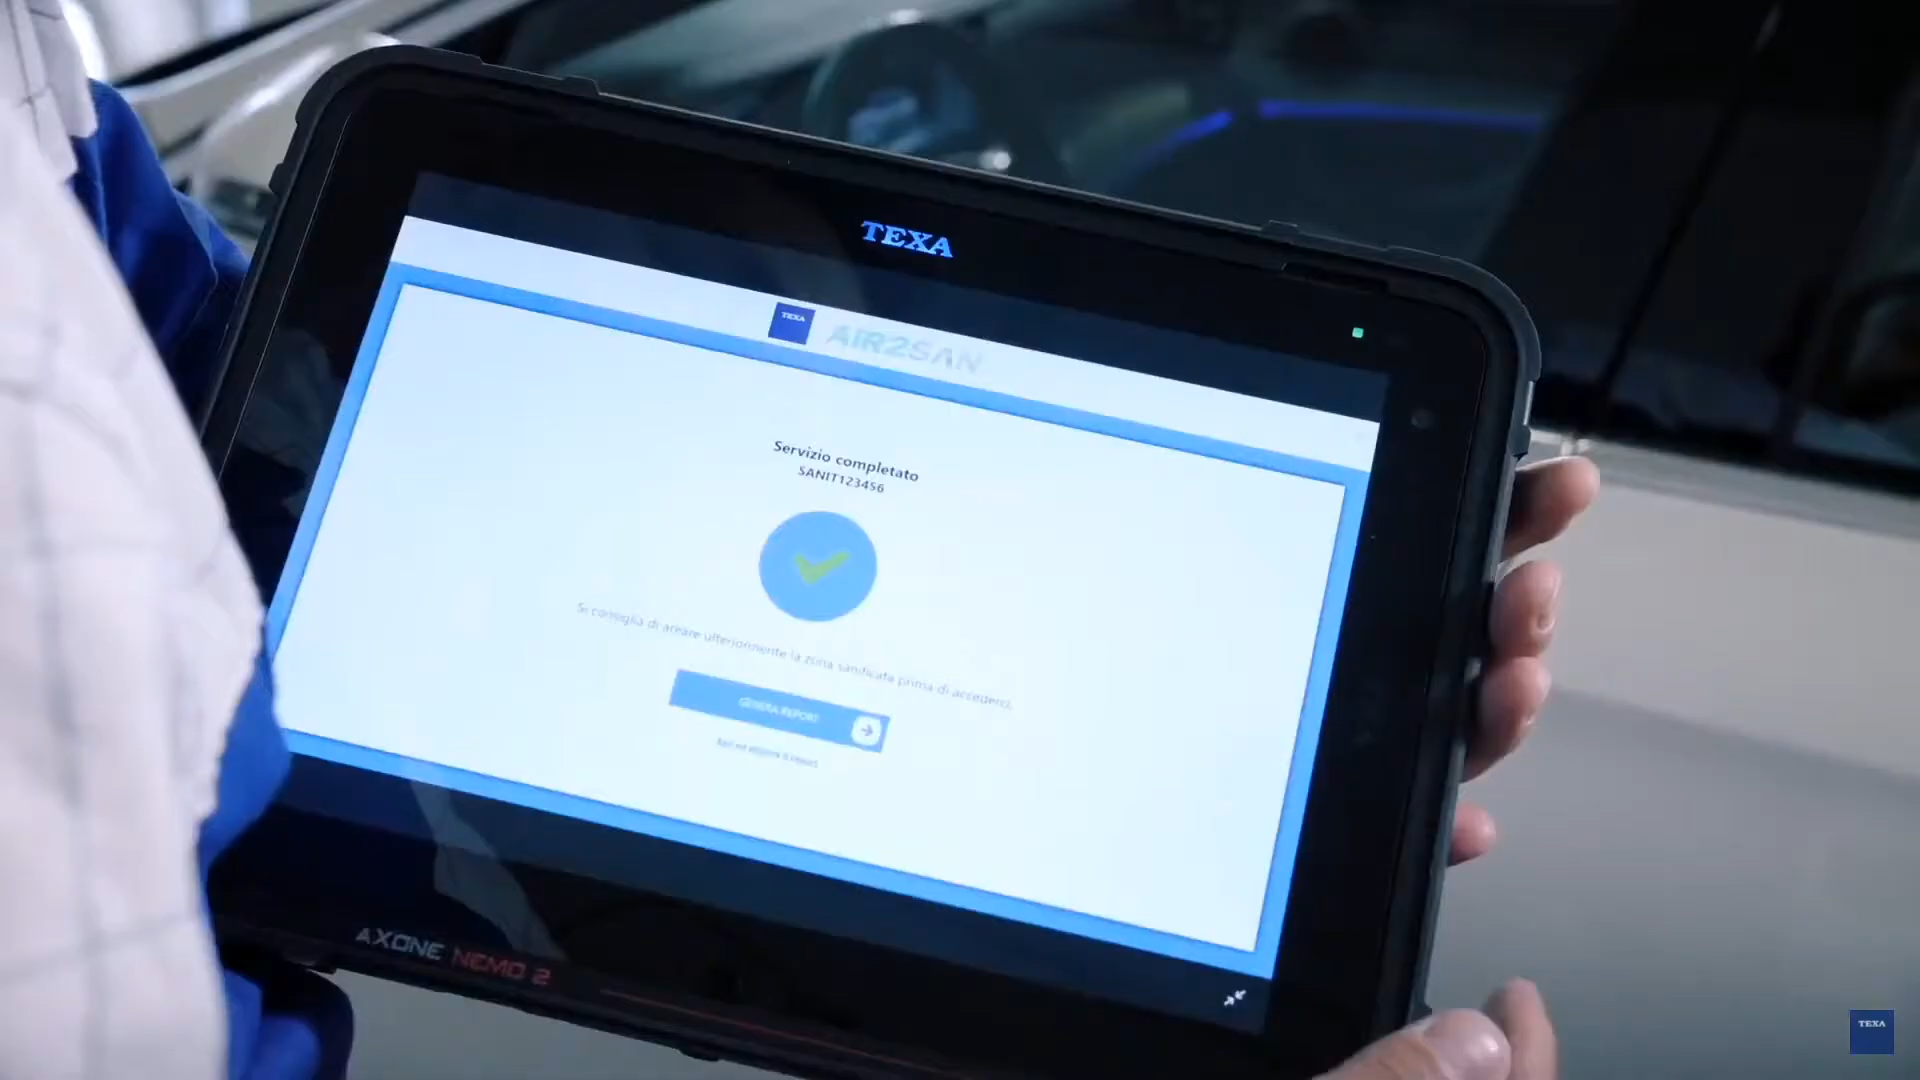 TEXA
TEXA
AIR2SAN
Servizio completato
SANIT123456
Si consiglia di areare ulteriormente la zona sanificata prima di accederci.
GENERA REPORT
AXONE NEMO 2
TEXA